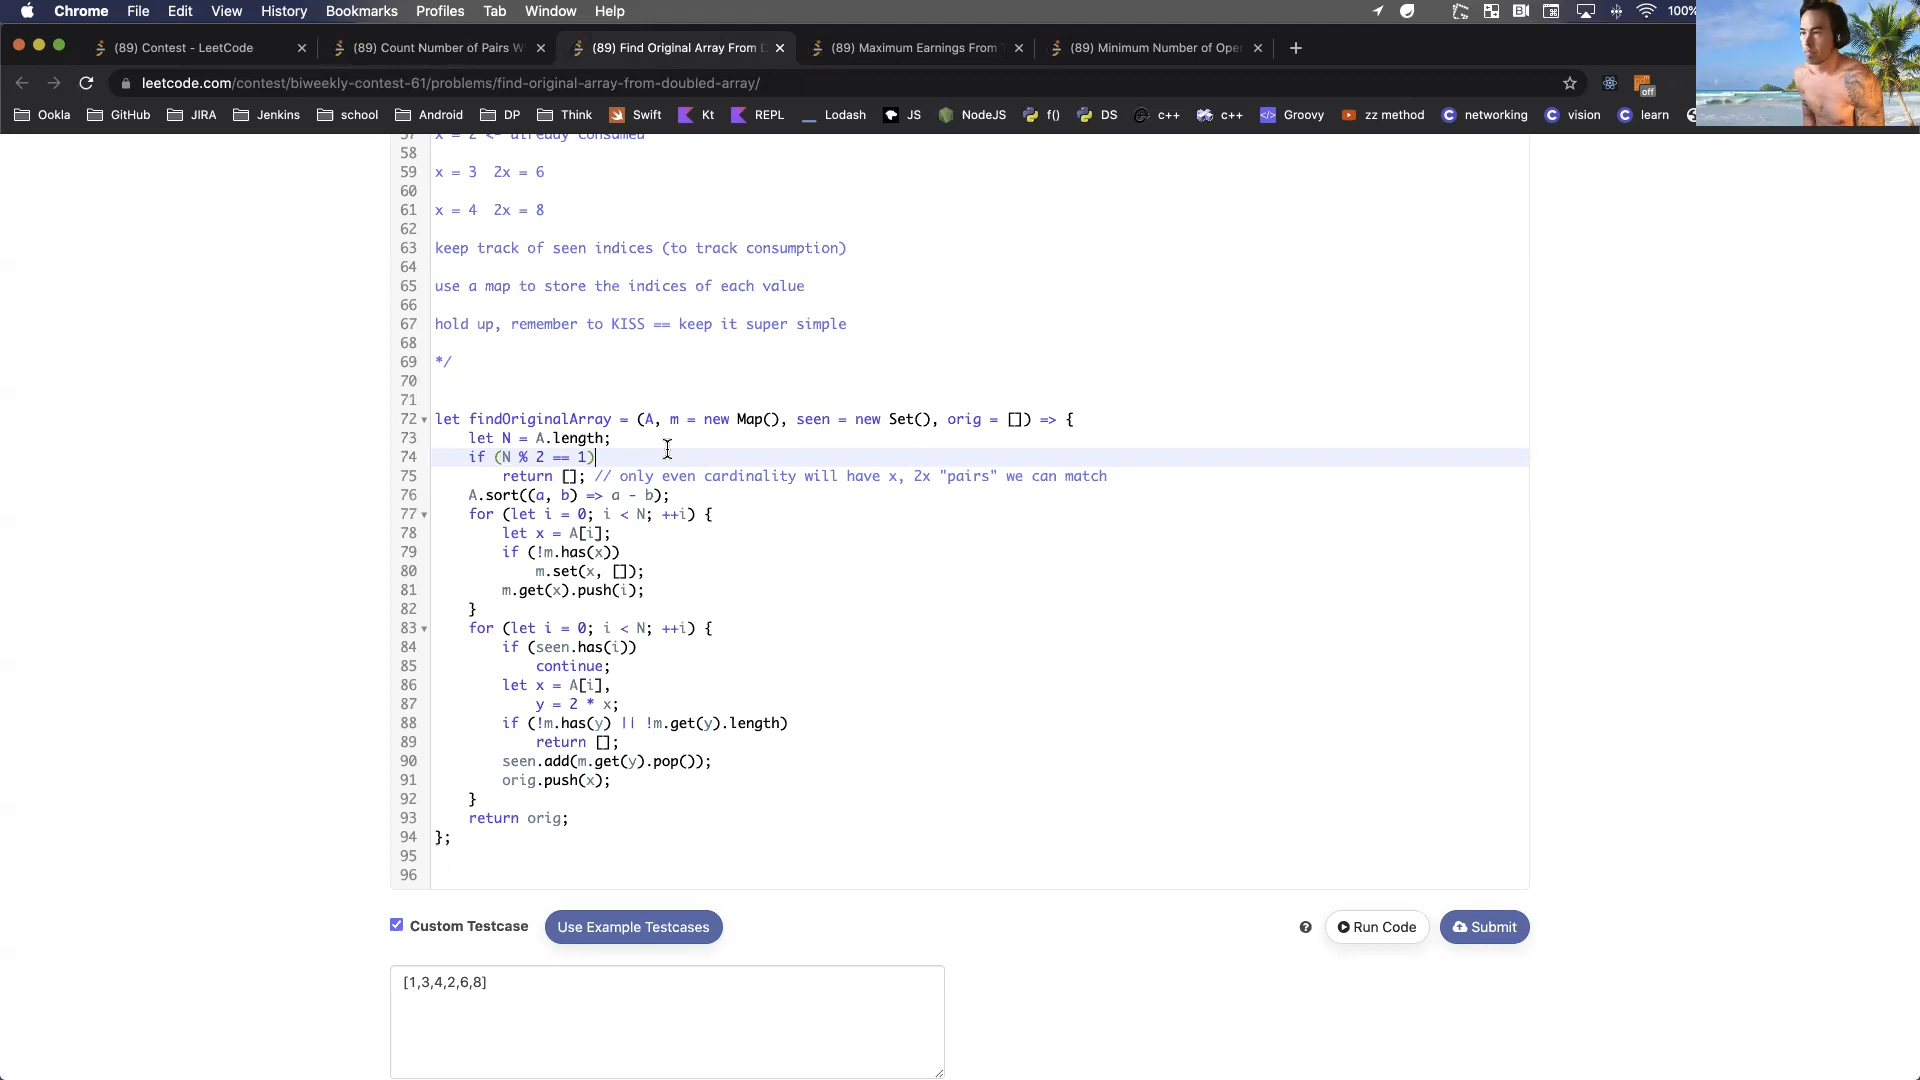 Chrome File Edit View History Bookmarks Profiles Tab Window Help 100%
(89) Contest - LeetCode (89) Count Number of Pairs W (89) Find Original Array From D (89) Maximum Earnings From T (89) Minimum Number of Oper
leetcode.com/contest/biweekly-contest-61/problems/find-original-array-from-doubled-array/ off
Ookla GitHub JIRA Jenkins school Android DP Think Swift Kt REPL Lodash JS NodeJS f() DS c++ c++ Groovy zz method networking vision learn
57 x = 2 <- already consumed
58
59 x = 3  2x = 6
60
61 x = 4  2x = 8
62
63 keep track of seen indices (to track consumption)
64
65 use a map to store the indices of each value
66
67 hold up, remember to KISS == keep it super simple
68
69 */
70
71
72 let findOriginalArray = (A, m = new Map(), seen = new Set(), orig = []) => {
73     let N = A.length;
74     if (N % 2 == 1)
75         return []; // only even cardinality will have x, 2x "pairs" we can match
76     A.sort((a, b) => a - b);
77     for (let i = 0; i < N; ++i) {
78         let x = A[i];
79         if (!m.has(x))
80             m.set(x, []);
81         m.get(x).push(i);
82     }
83     for (let i = 0; i < N; ++i) {
84         if (seen.has(i))
85             continue;
86         let x = A[i],
87             y = 2 * x;
88         if (!m.has(y) || !m.get(y).length)
89             return [];
90         seen.add(m.get(y).pop());
91         orig.push(x);
92     }
93     return orig;
94 };
95
96
Custom Testcase Use Example Testcases ? Run Code Submit
[1,3,4,2,6,8]